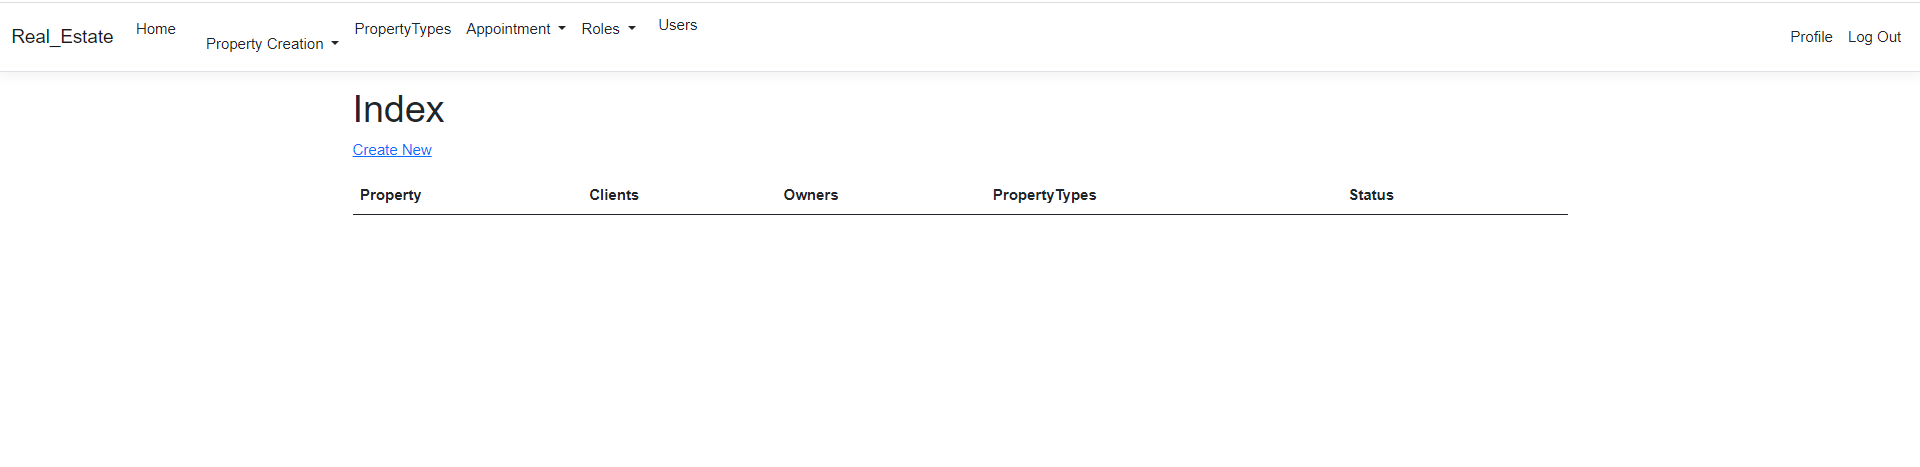 Real_Estate Home Property Creation PropertyTypes Appointment Roles Users Profile Log Out
Index
Create New
Property Clients Owners PropertyTypes Status